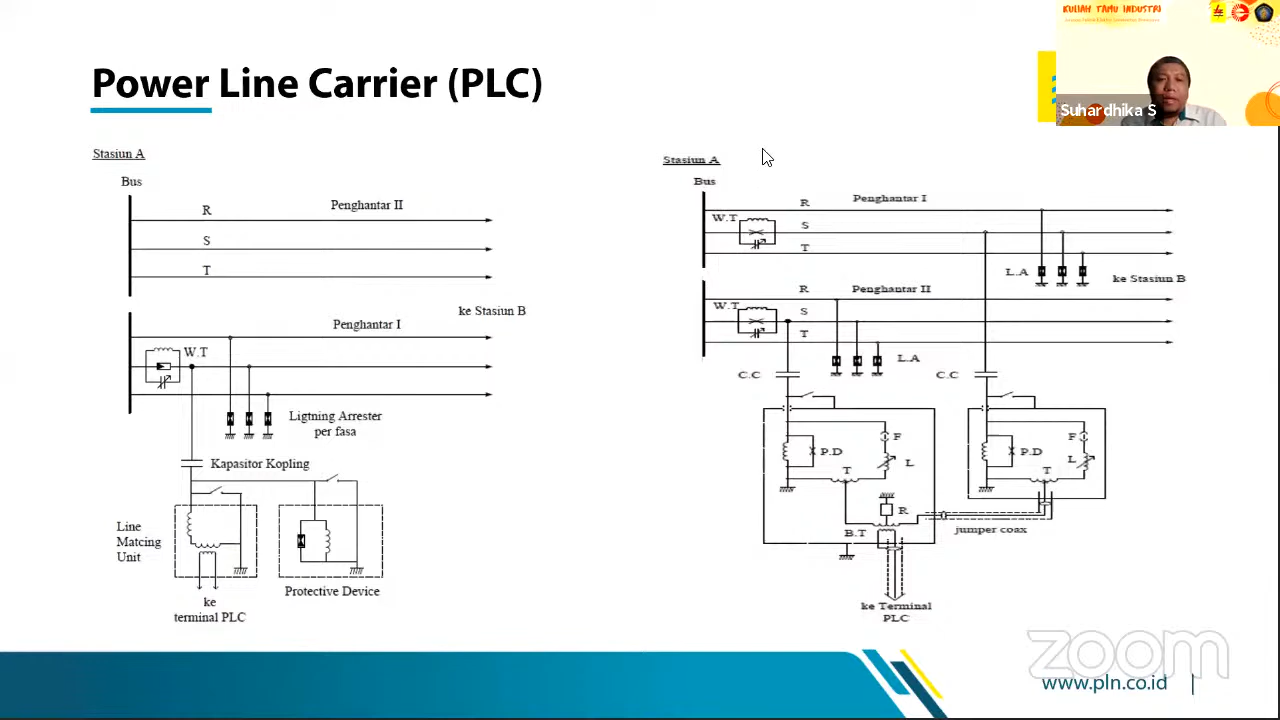 KULIAH TAMU INDUSTRI
Suhardhika S
Power Line Carrier (PLC)
Stasiun A
Bus
R
Penghantar II
S
T
ke Stasiun B
Penghantar I
W.T
Ligtning Arrester
per fasa
Kapasitor Kopling
Line
Matcing
Unit
Protective Device
ke
terminal PLC
Stasiun A
Bus
R
Penghantar I
W.T
S
T
L.A
ke Stasiun B
R
Penghantar II
W.T
S
T
L.A
C.C
C.C
F
P.D
L
T
F
P.D
L
T
R
B.T
jumper coax
ke Terminal
PLC
zoom
www.pln.co.id